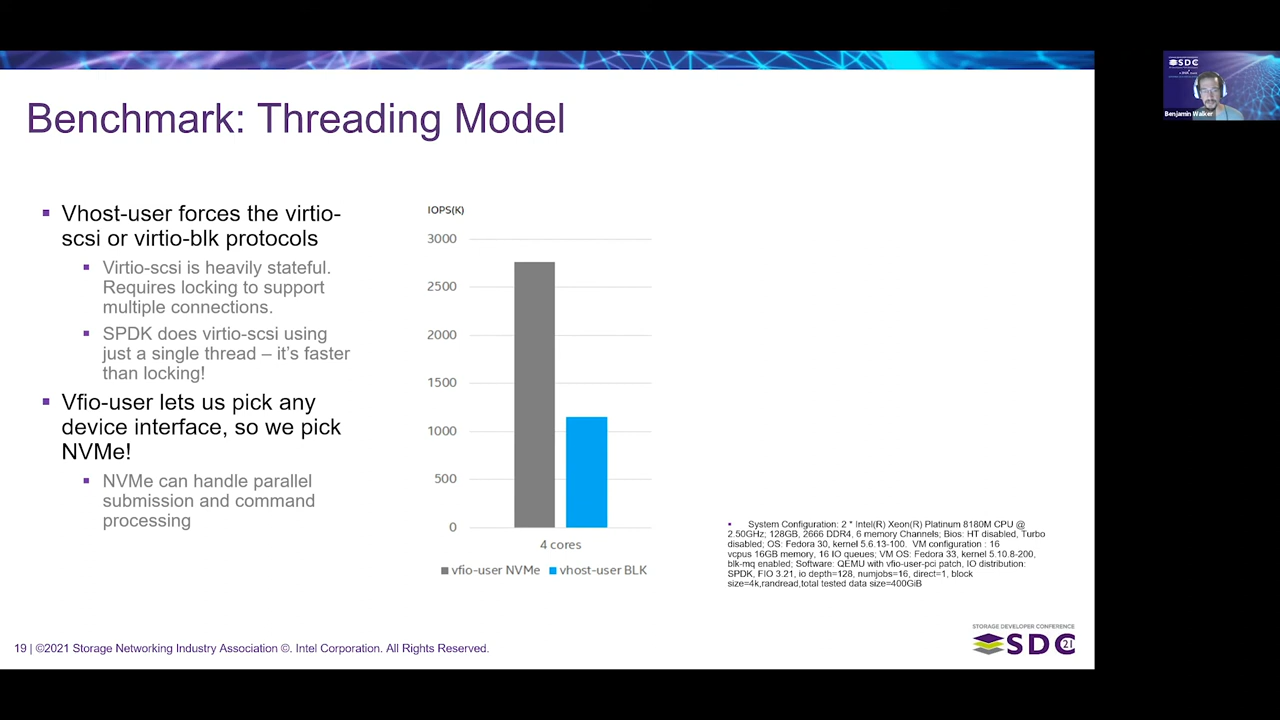 Benchmark: Threading Model
▪ Vhost-user forces the virtio-
scsi or virtio-blk protocols
▪ Virtio-scsi is heavily stateful.
Requires locking to support
multiple connections.
▪ SPDK does virtio-scsi using
just a single thread – it's faster
than locking!
▪ Vfio-user lets us pick any
device interface, so we pick
NVMe!
▪ NVMe can handle parallel
submission and command
processing
IOPS(K)
3000
2500
2000
1500
1000
500
0
4 cores
vfio-user NVMe vhost-user BLK
• System Configuration: 2 * Intel(R) Xeon(R) Platinum 8180M CPU @
2.50GHz; 128GB, 2666 DDR4, 6 memory Channels; Bios: HT disabled, Turbo
disabled; OS: Fedora 30, kernel 5.6.13-100. VM configuration : 16
vcpus 16GB memory, 16 IO queues; VM OS: Fedora 33, kernel 5.10.8-200,
blk-mq enabled; Software: QEMU with vfio-user-pci patch, IO distribution:
SPDK, FIO 3.21, io depth=128, numjobs=16, direct=1, block
size=4k,randread,total tested data size=400GiB
19 | ©2021 Storage Networking Industry Association ©. Intel Corporation. All Rights Reserved.
STORAGE DEVELOPER CONFERENCE
SDC 21
SDC
Benjamin Walker